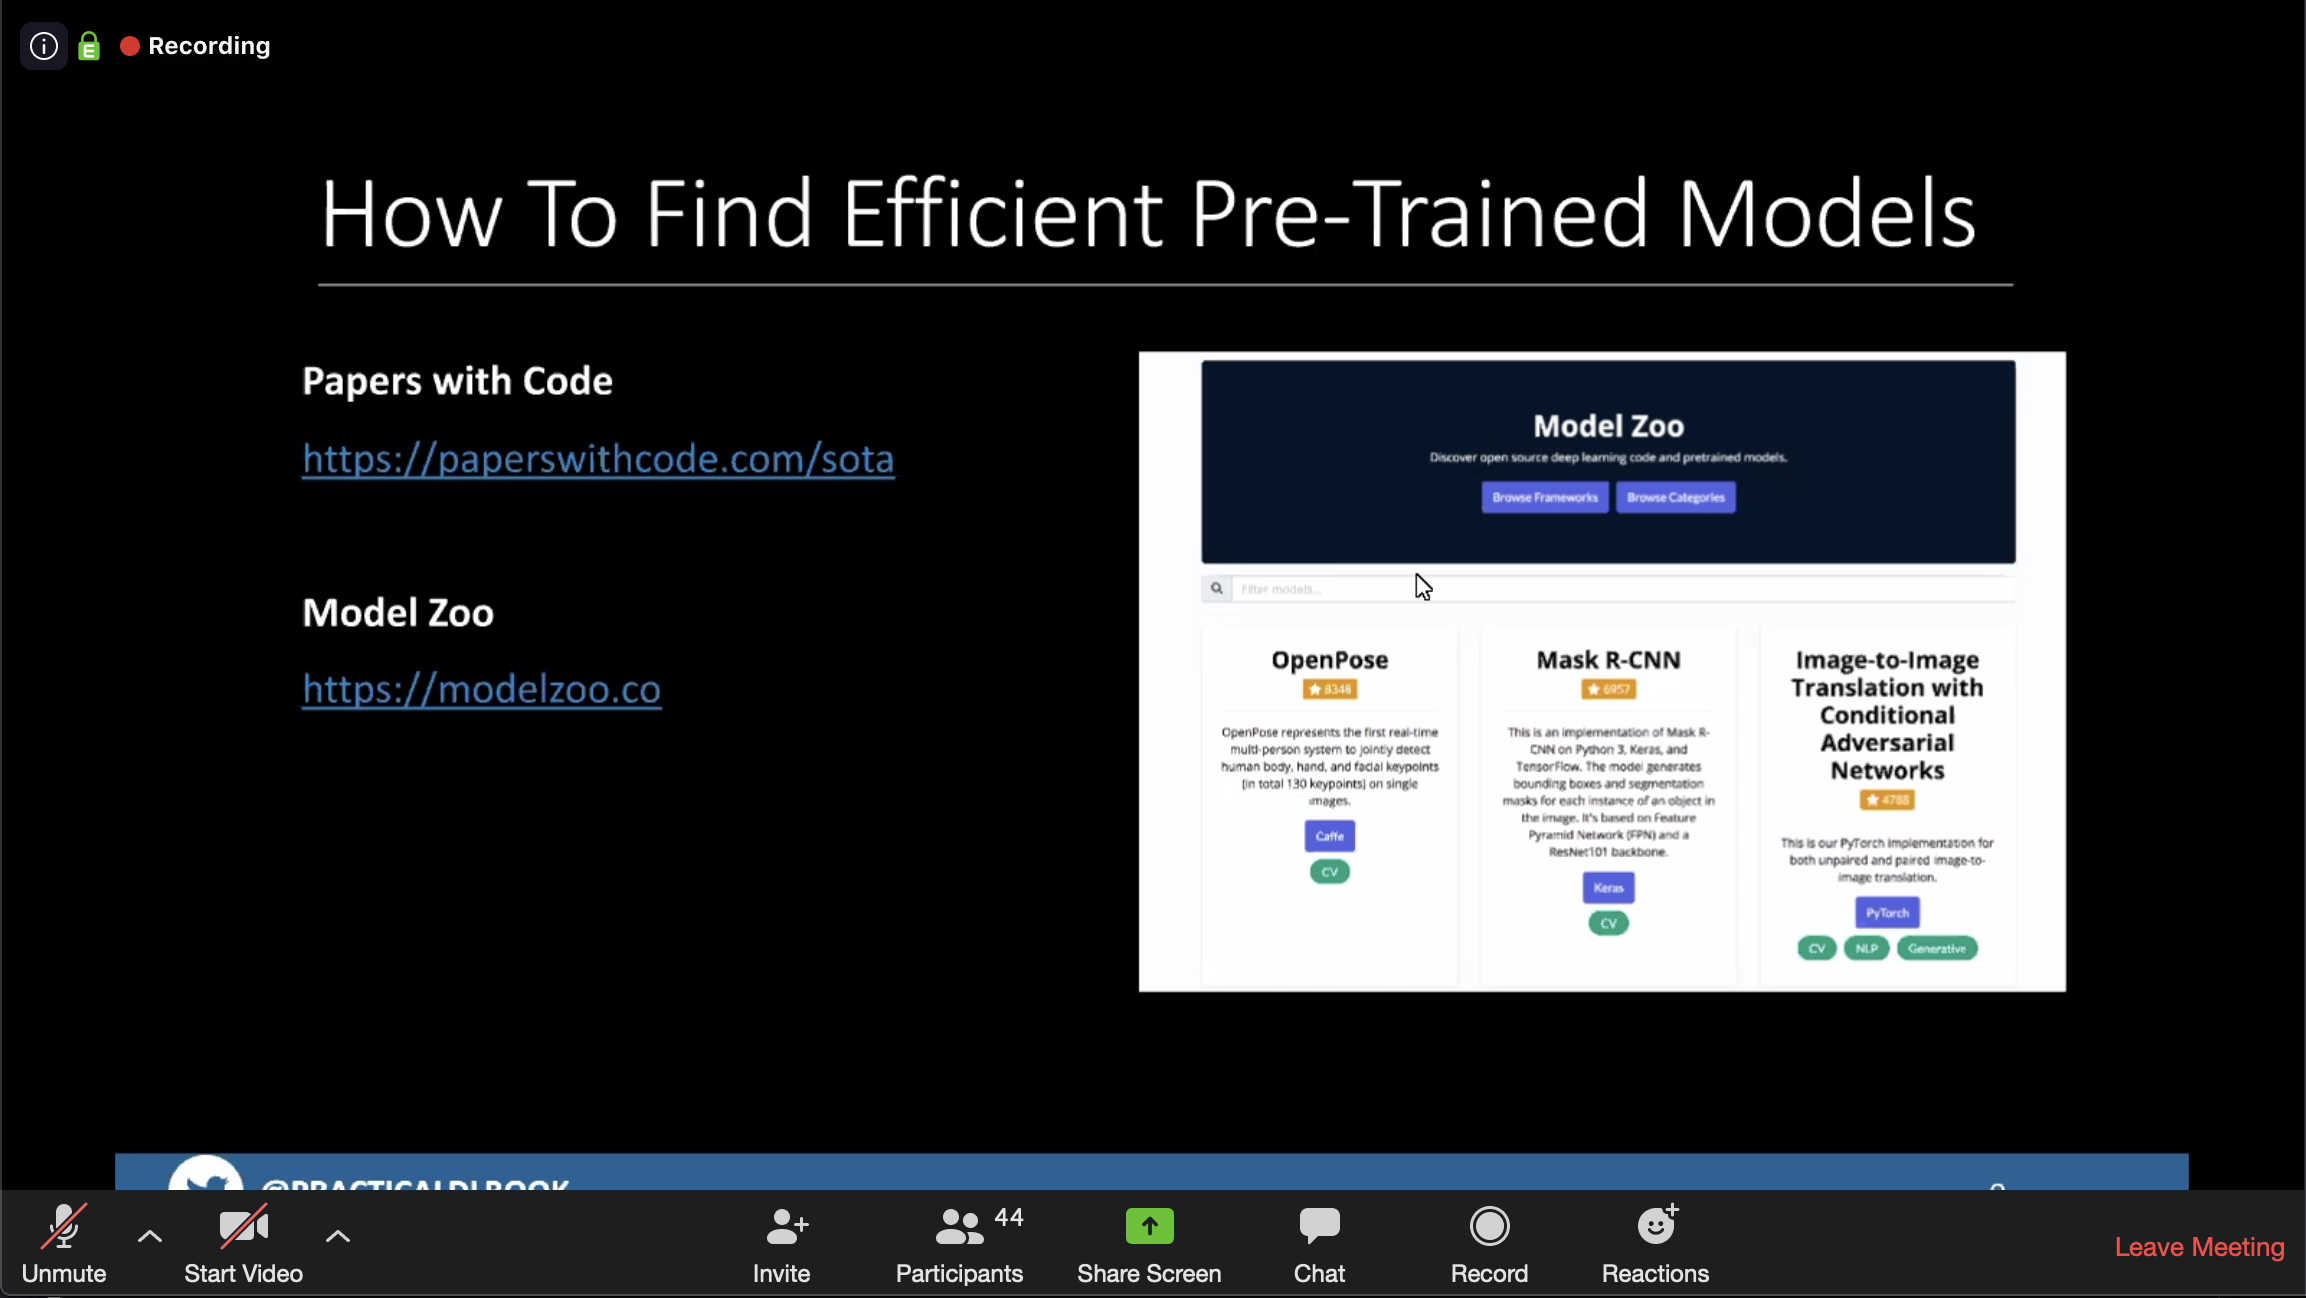 Recording
How To Find Efficient Pre-Trained Models
Papers with Code
https://paperswithcode.com/sota
Model Zoo
https://modelzoo.co
Model Zoo
Discover open source deep learning code and pretrained models.
Browse Frameworks Browse Categories
Filter models...
OpenPose
8348
OpenPose represents the first real-time
multi-person system to jointly detect
human body, hand, and facial keypoints
(in total 130 keypoints) on single
images.
Caffe
CV
Mask R-CNN
6957
This is an implementation of Mask R-
CNN on Python 3, Keras, and
TensorFlow. The model generates
bounding boxes and segmentation
masks for each instance of an object in
the image. It's based on Feature
Pyramid Network (FPN) and a
ResNet101 backbone.
Keras
CV
Image-to-Image
Translation with
Conditional
Adversarial
Networks
4788
This is our PyTorch implementation for
both unpaired and paired image-to-
image translation.
PyTorch
CV NLP Generative
@PRACTICALDLBOOK
Unmute
Start Video
Invite
44
Participants
Share Screen
Chat
Record
Reactions
Leave Meeting